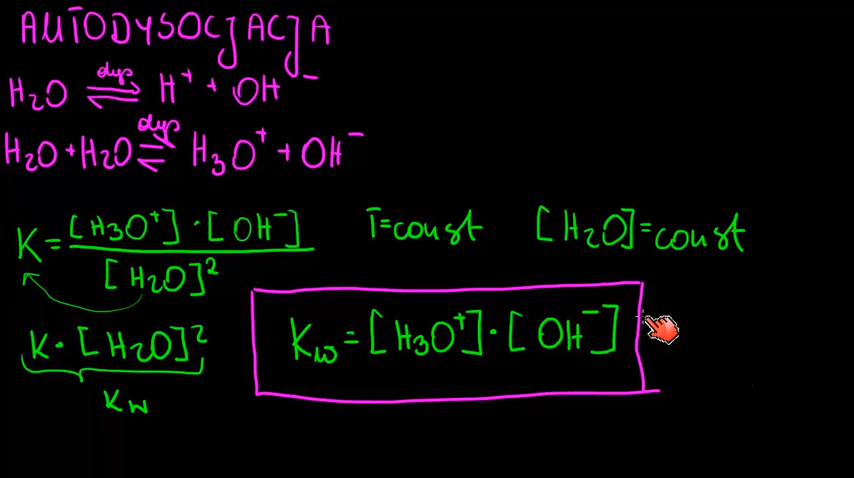 AUTODYSOCJACJA
H₂O ⇌ H⁺ + OH⁻
dys
H₂O + H₂O ⇌ H₃O⁺ + OH⁻
dys
K = [H₃O⁺] · [OH⁻] / [H₂O]² T=const [H₂O]=const
K · [H₂O]² Kw = [H₃O⁺] · [OH⁻]
Kw